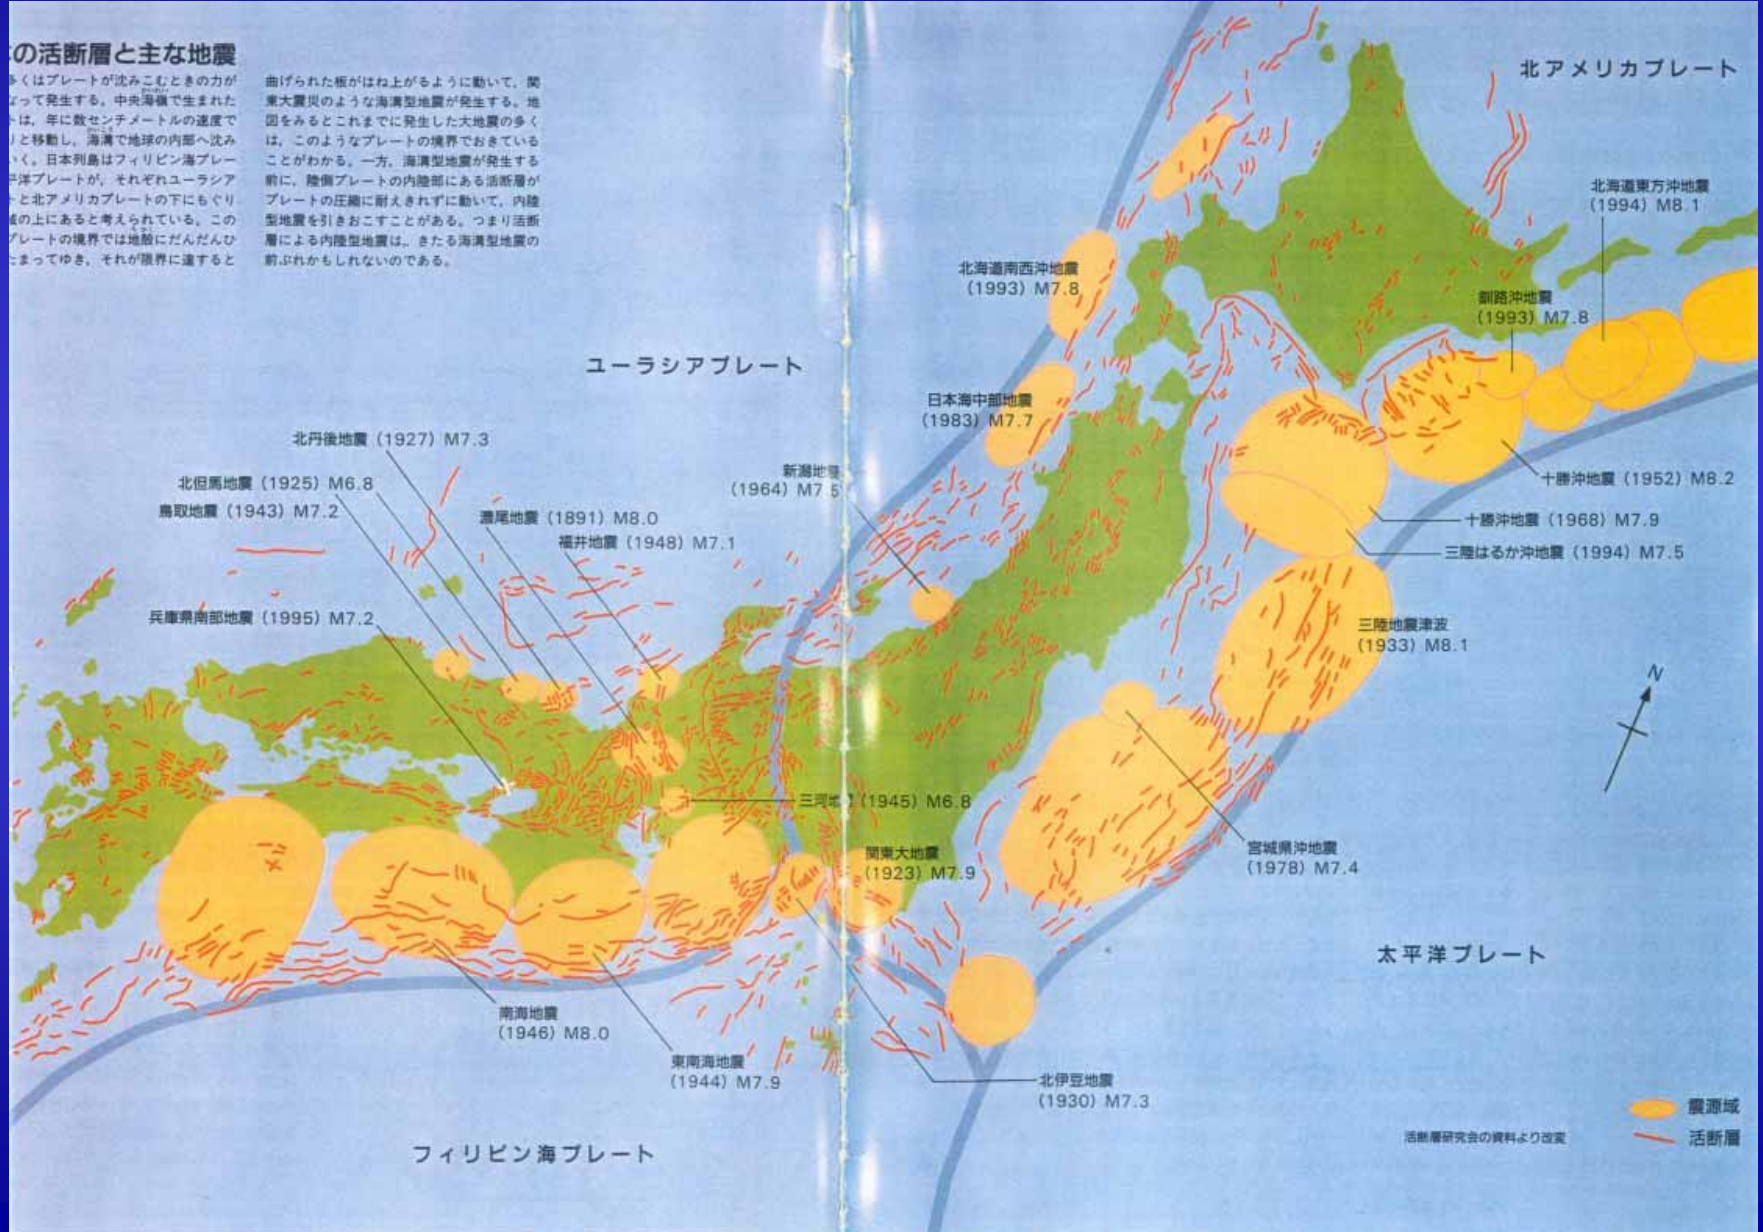 の活断層と主な地震
多くはプレートが沈みこむときの力が
なって発生する。中央海嶺で生まれた
トは、年に数センチメートルの速度で
りと移動し、海溝で地球の内部へ沈み
いく。日本列島はフィリピン海プレー
平洋プレートが、それぞれユーラシア
トと北アメリカプレートの下にもぐり
域の上にあると考えられている。この
プレートの境界では地殻にだんだんひ
たまってゆき、それが限界に達すると
曲げられた板がはね上がるように動いて、関
東大震災のような海溝型地震が発生する。地
図をみるとこれまでに発生した大地震の多く
は、このようなプレートの境界でおきている
ことがわかる。一方、海溝型地震が発生する
前に、陸側プレートの内陸部にある活断層が
プレートの圧縮に耐えきれずに動いて、内陸
型地震を引きおこすことがある。つまり活断
層による内陸型地震は、きたる海溝型地震の
前ぶれかもしれないのである。
北アメリカプレート
北海道東方沖地震
(1994) M8.1
北海道南西沖地震
(1993) M7.8
釧路沖地震
(1993) M7.8
ユーラシアプレート
日本海中部地震
(1983) M7.7
北丹後地震 (1927) M7.3
新潟地震
(1964) M7.5
北但馬地震 (1925) M6.8
鳥取地震 (1943) M7.2
濃尾地震 (1891) M8.0
福井地震 (1948) M7.1
十勝沖地震 (1952) M8.2
十勝沖地震 (1968) M7.9
三陸はるか沖地震 (1994) M7.5
兵庫県南部地震 (1995) M7.2
三陸地震津波
(1933) M8.1
N
三河地震 (1945) M6.8
関東大地震
(1923) M7.9
宮城県沖地震
(1978) M7.4
太平洋プレート
南海地震
(1946) M8.0
東南海地震
(1944) M7.9
北伊豆地震
(1930) M7.3
フィリピン海プレート
震源域
活断層
活断層研究会の資料より改変